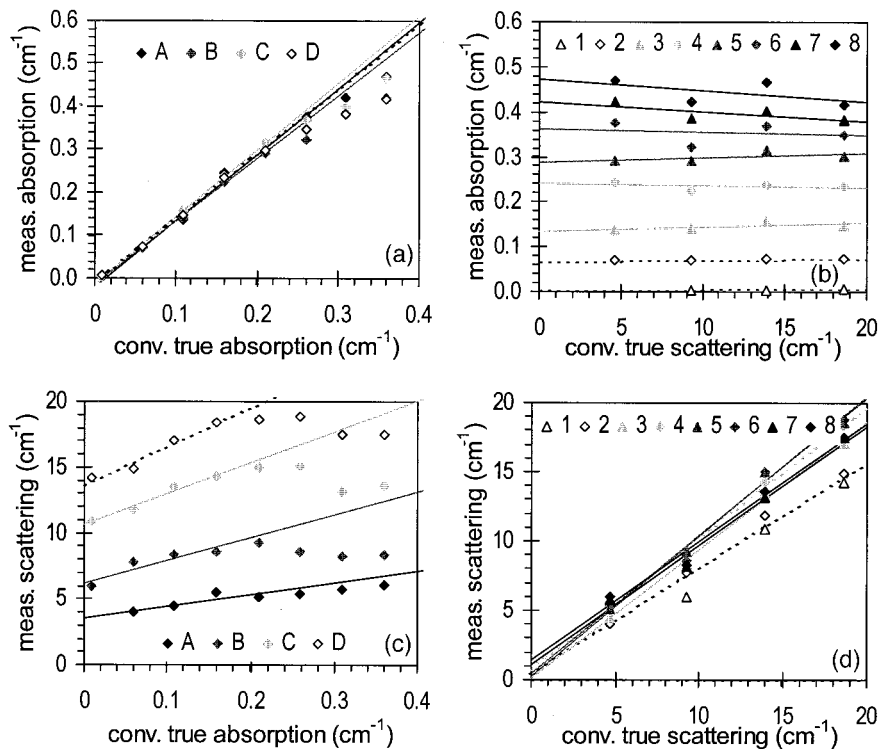 0.6
0.5
0.4
0.3
0.2
0.1
0.0
meas. absorption (cm⁻¹)
A B C D
(a)
0 0.1 0.2 0.3 0.4
conv. true absorption (cm⁻¹)
0.6
0.5
0.4
0.3
0.2
0.1
0.0
meas. absorption (cm⁻¹)
1 2 3 4 5 6 7 8
(b)
0 5 10 15 20
conv. true scattering (cm⁻¹)
20
15
10
5
0
meas. scattering (cm⁻¹)
A B C D
(c)
0 0.1 0.2 0.3 0.4
conv. true absorption (cm⁻¹)
20
15
10
5
0
meas. scattering (cm⁻¹)
1 2 3 4 5 6 7 8
(d)
0 5 10 15 20
conv. true scattering (cm⁻¹)